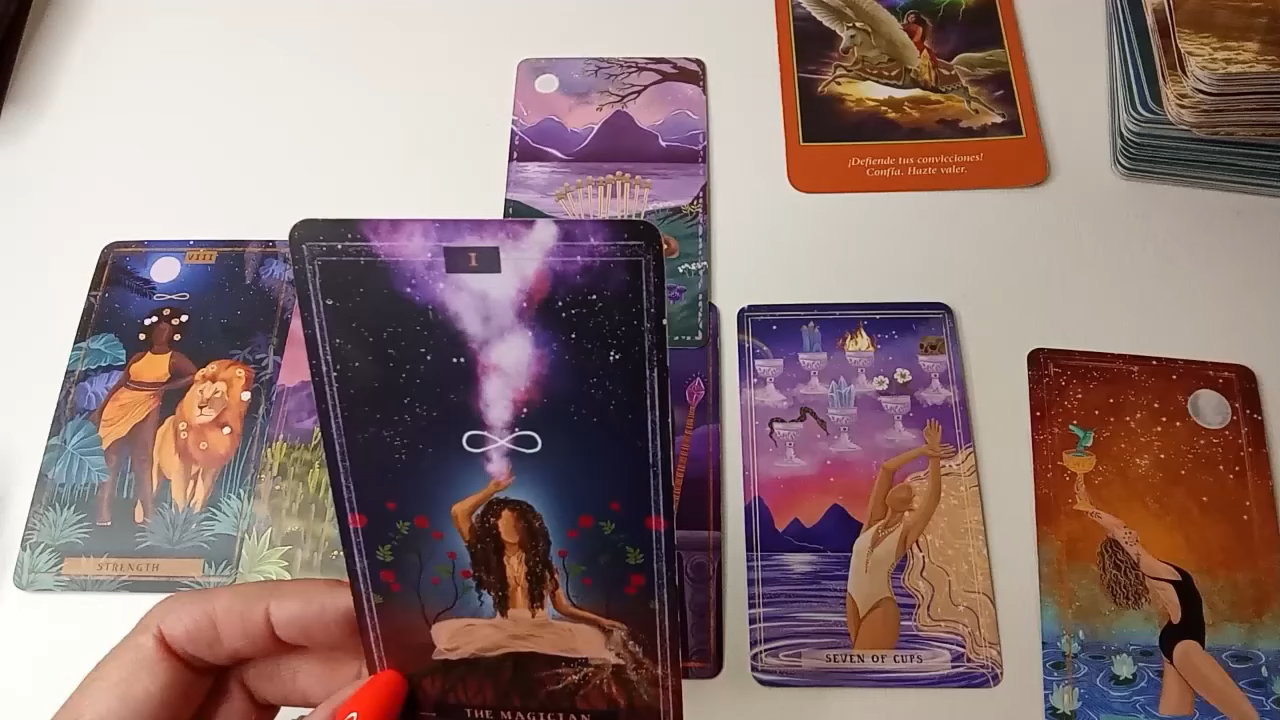 ¡Defiende tus convicciones!
Confía. Hazte valer.
VIII
I
STRENGTH
SEVEN OF CUPS
THE MAGICIAN